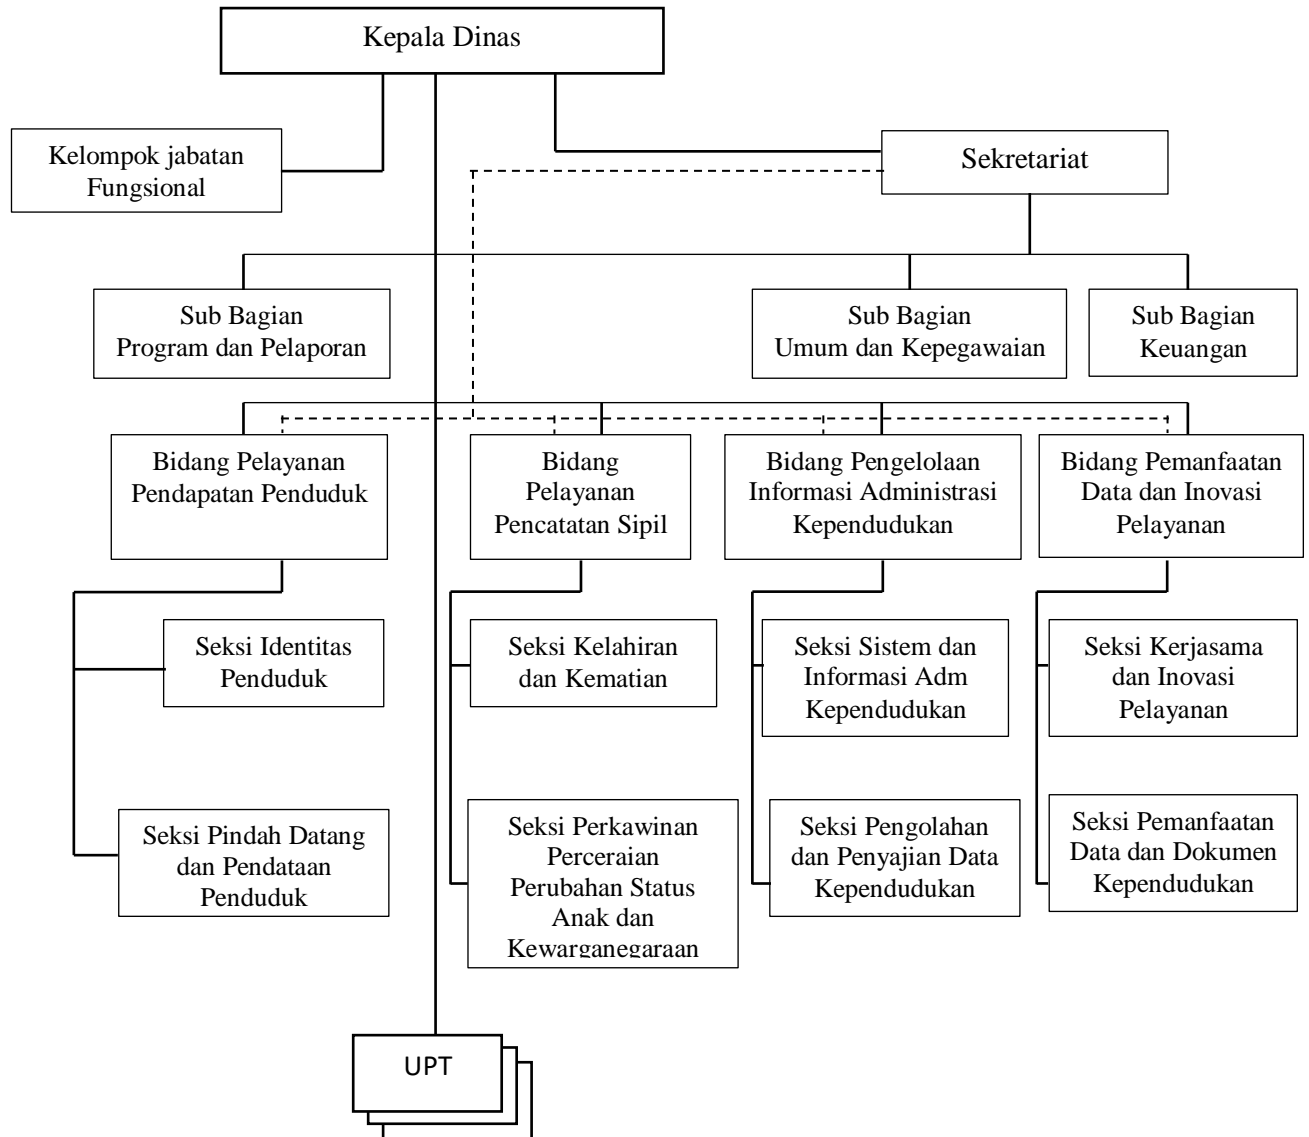 Kepala Dinas
Kelompok jabatan
Fungsional
Sekretariat
Sub Bagian
Program dan Pelaporan
Sub Bagian
Umum dan Kepegawaian
Sub Bagian
Keuangan
Bidang Pelayanan
Pendapatan Penduduk
Bidang
Pelayanan
Pencatatan Sipil
Bidang Pengelolaan
Informasi Administrasi
Kependudukan
Bidang Pemanfaatan
Data dan Inovasi
Pelayanan
Seksi Identitas
Penduduk
Seksi Kelahiran
dan Kematian
Seksi Sistem dan
Informasi Adm
Kependudukan
Seksi Kerjasama
dan Inovasi
Pelayanan
Seksi Pindah Datang
dan Pendataan
Penduduk
Seksi Perkawinan
Perceraian
Perubahan Status
Anak dan
Kewarganegaraan
Seksi Pengolahan
dan Penyajian Data
Kependudukan
Seksi Pemanfaatan
Data dan Dokumen
Kependudukan
UPT